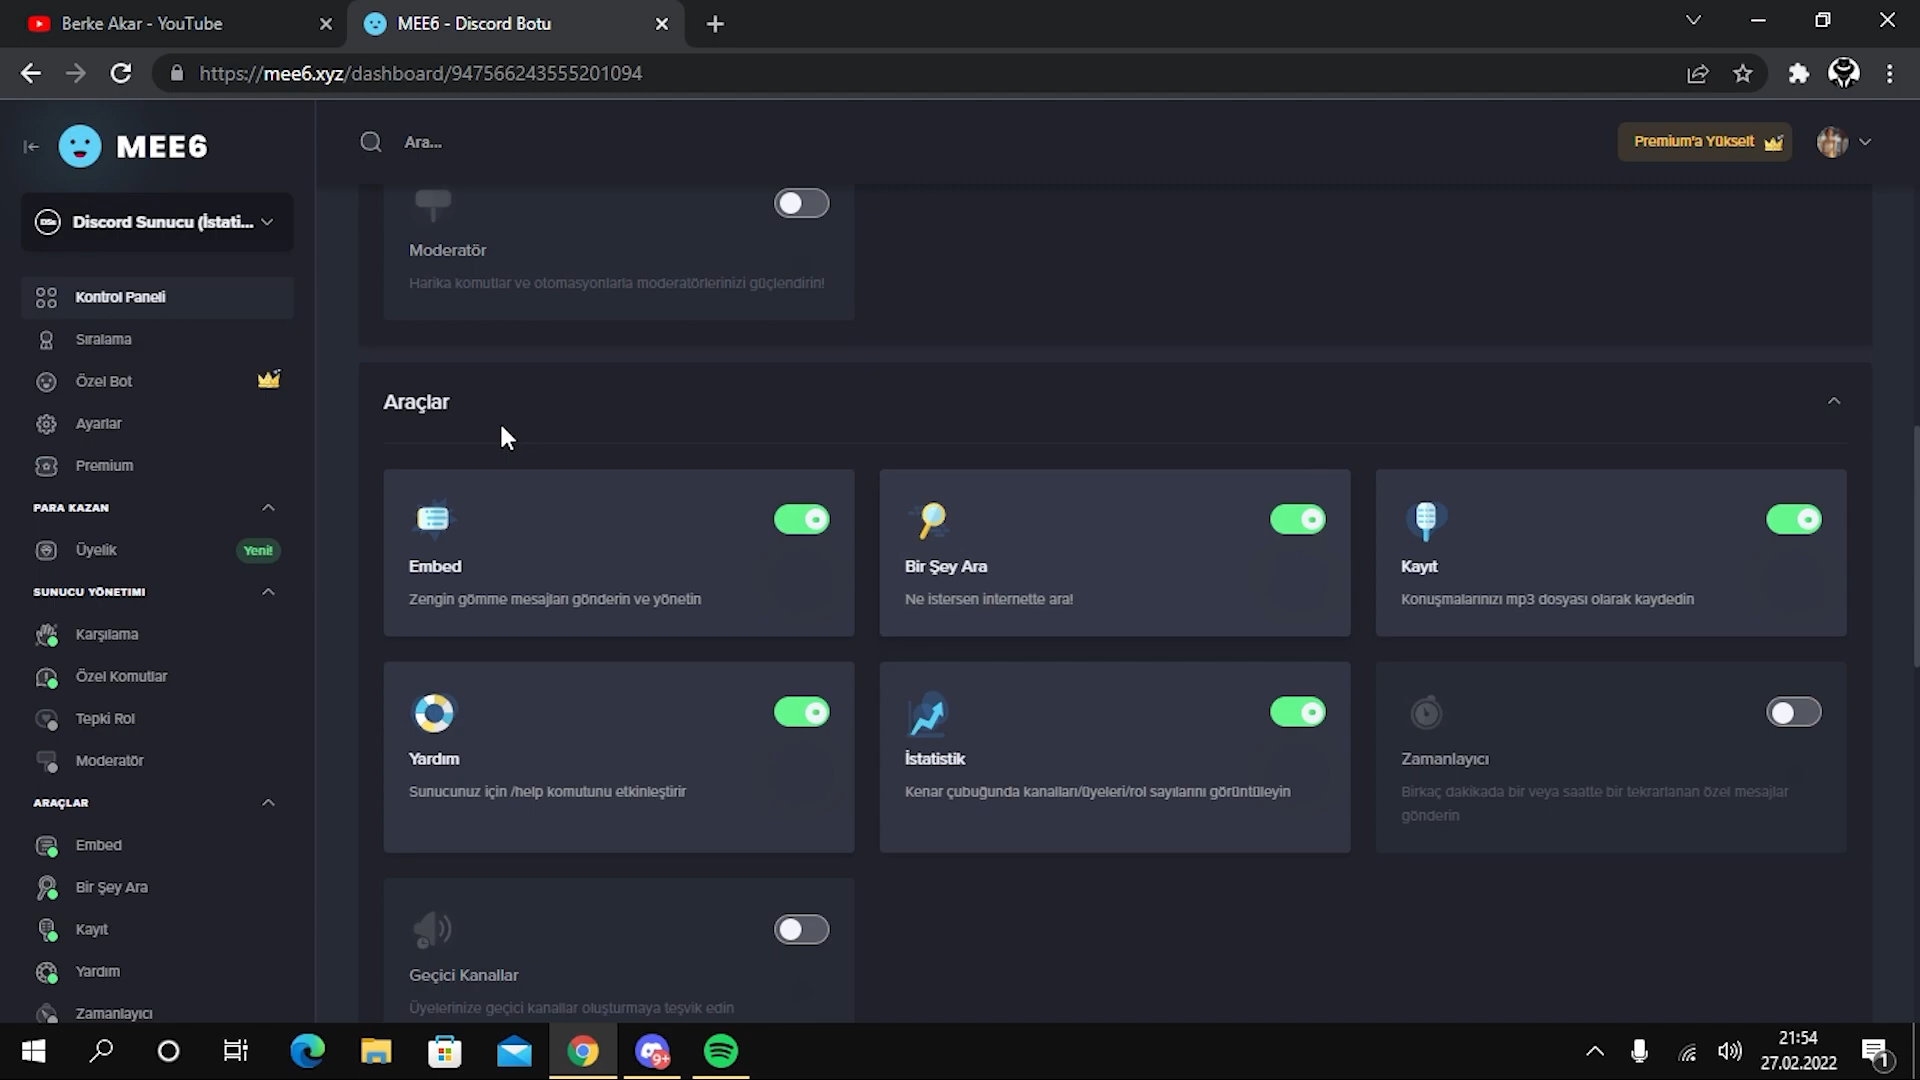 Berke Akar - YouTube
MEE6 - Discord Botu
https://mee6.xyz/dashboard/947566243555201094
MEE6
Ara...
Premium'a Yükselt
Discord Sunucu (İstati...
Kontrol Paneli
Sıralama
Özel Bot
Ayarlar
Premium
PARA KAZAN
Üyelik
Yeni!
SUNUCU YÖNETIMI
Karşılama
Özel Komutlar
Tepki Rol
Moderatör
ARAÇLAR
Embed
Bir Şey Ara
Kayıt
Yardım
Zamanlayıcı
Moderatör
Harika komutlar ve otomasyonlarla moderatörlerinizi güçlendirin!
Araçlar
Embed
Zengin gömme mesajları gönderin ve yönetin
Bir Şey Ara
Ne istersen internette ara!
Kayıt
Konuşmalarınızı mp3 dosyası olarak kaydedin
Yardım
Sunucunuz için /help komutunu etkinleştirir
İstatistik
Kenar çubuğunda kanalları/üyeleri/rol sayılarını görüntüleyin
Zamanlayıcı
Birkaç dakikada bir veya saatte bir tekrarlanan özel mesajlar
gönderin
Geçici Kanallar
Üyelerinize geçici kanallar oluşturmaya teşvik edin
9+
21:54
27.02.2022
1